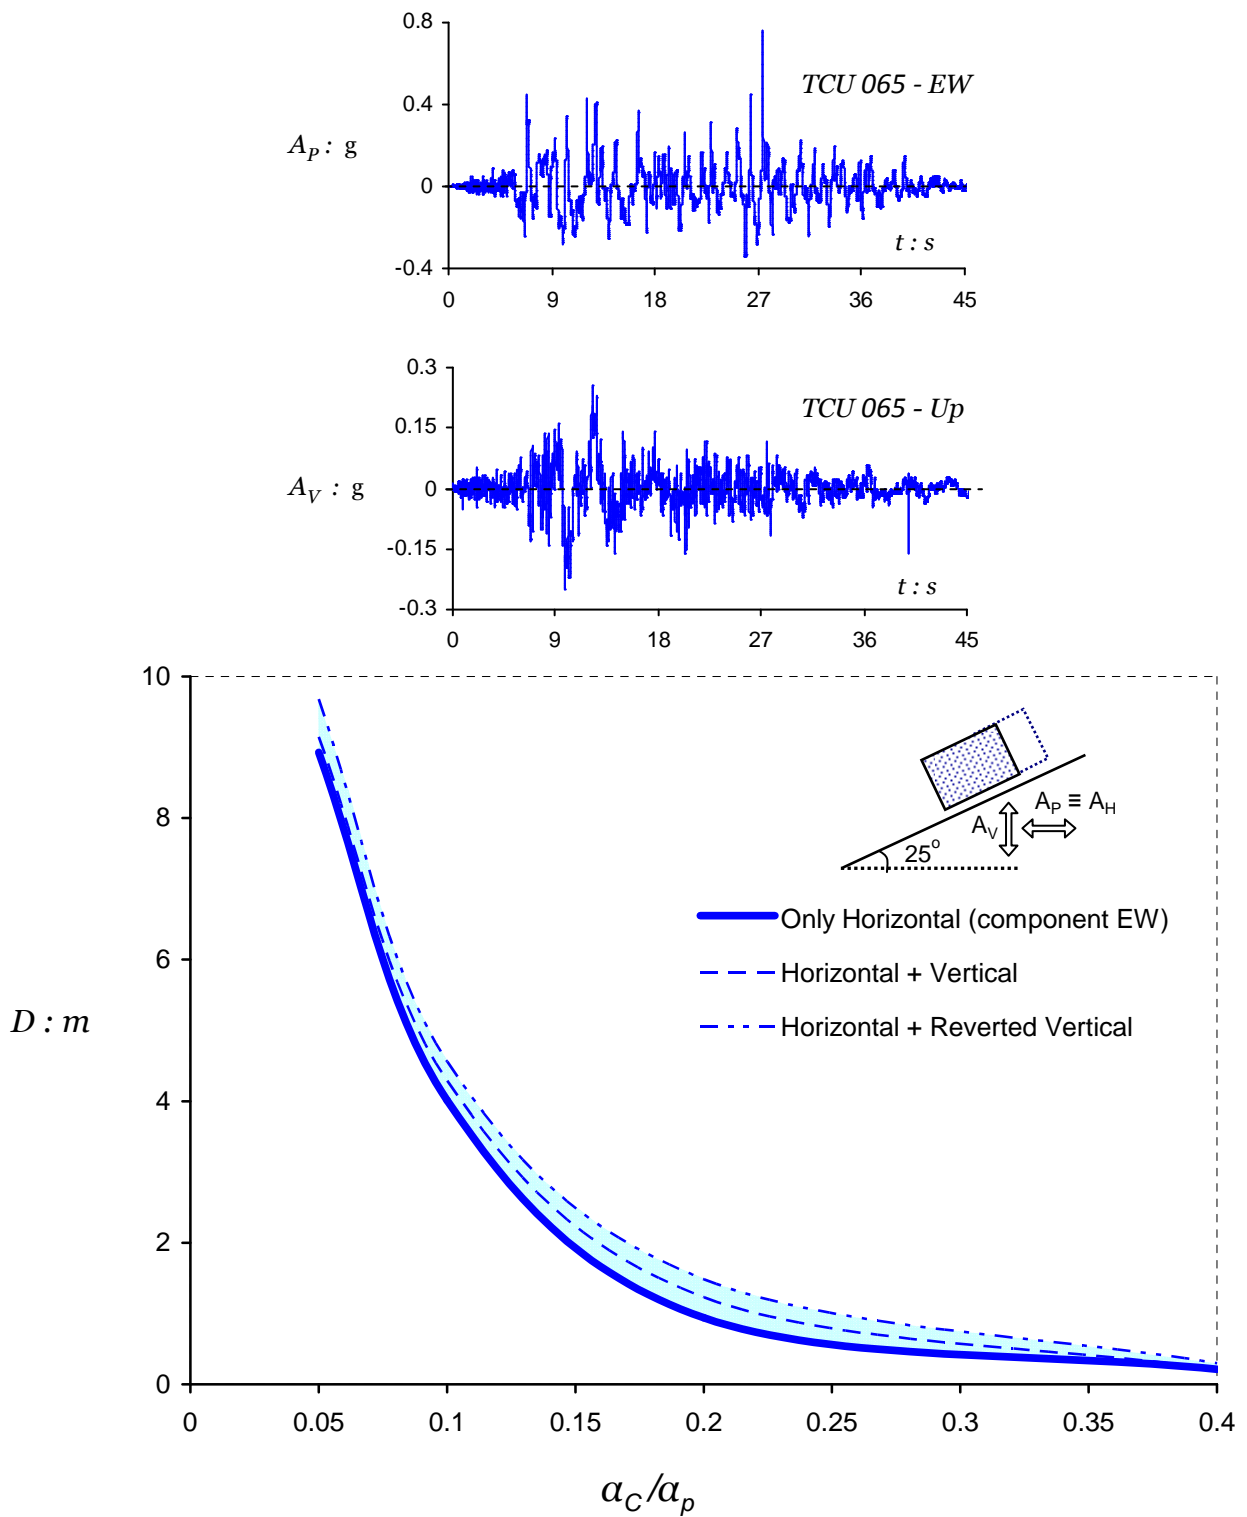 0.8
TCU 065 - EW
0.4
A_P : g
0
t : s
-0.4
0 9 18 27 36 45
0.3
TCU 065 - Up
0.15
A_V : g
0
-0.15
t : s
-0.3
0 9 18 27 36 45
10
A_P ≡ A_H
A_V
25°
8
Only Horizontal (component EW)
Horizontal + Vertical
6
Horizontal + Reverted Vertical
D : m
4
2
0
0 0.05 0.1 0.15 0.2 0.25 0.3 0.35 0.4
α_C/α_p